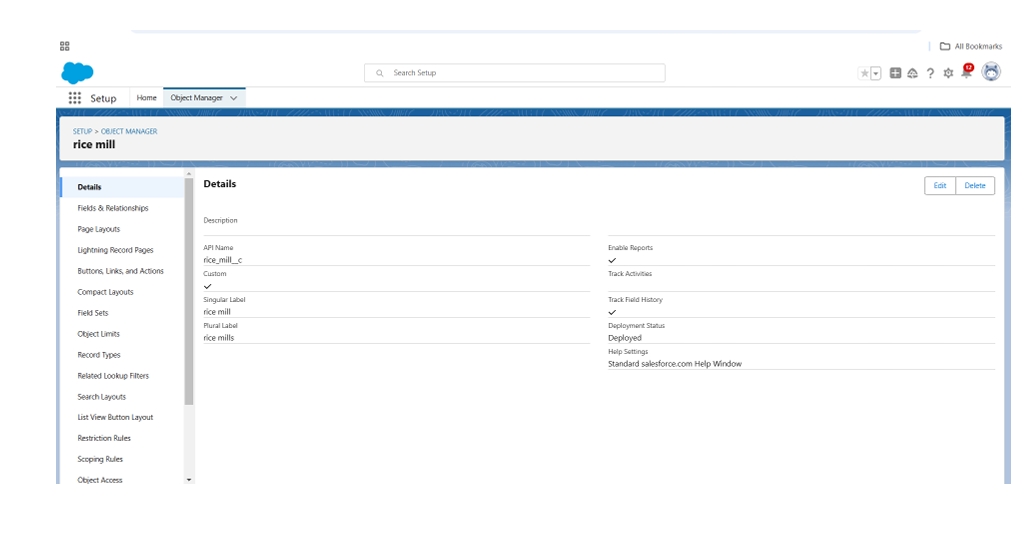 All Bookmarks
Search Setup
12
Setup Home Object Manager
SETUP > OBJECT MANAGER
rice mill
Details
Fields & Relationships
Page Layouts
Lightning Record Pages
Buttons, Links, and Actions
Compact Layouts
Field Sets
Object Limits
Record Types
Related Lookup Filters
Search Layouts
List View Button Layout
Restriction Rules
Scoping Rules
Object Access
Details
Edit Delete
Description
API Name
rice_mill__c
Custom
Singular Label
rice mill
Plural Label
rice mills
Enable Reports
Track Activities
Track Field History
Deployment Status
Deployed
Help Settings
Standard salesforce.com Help Window